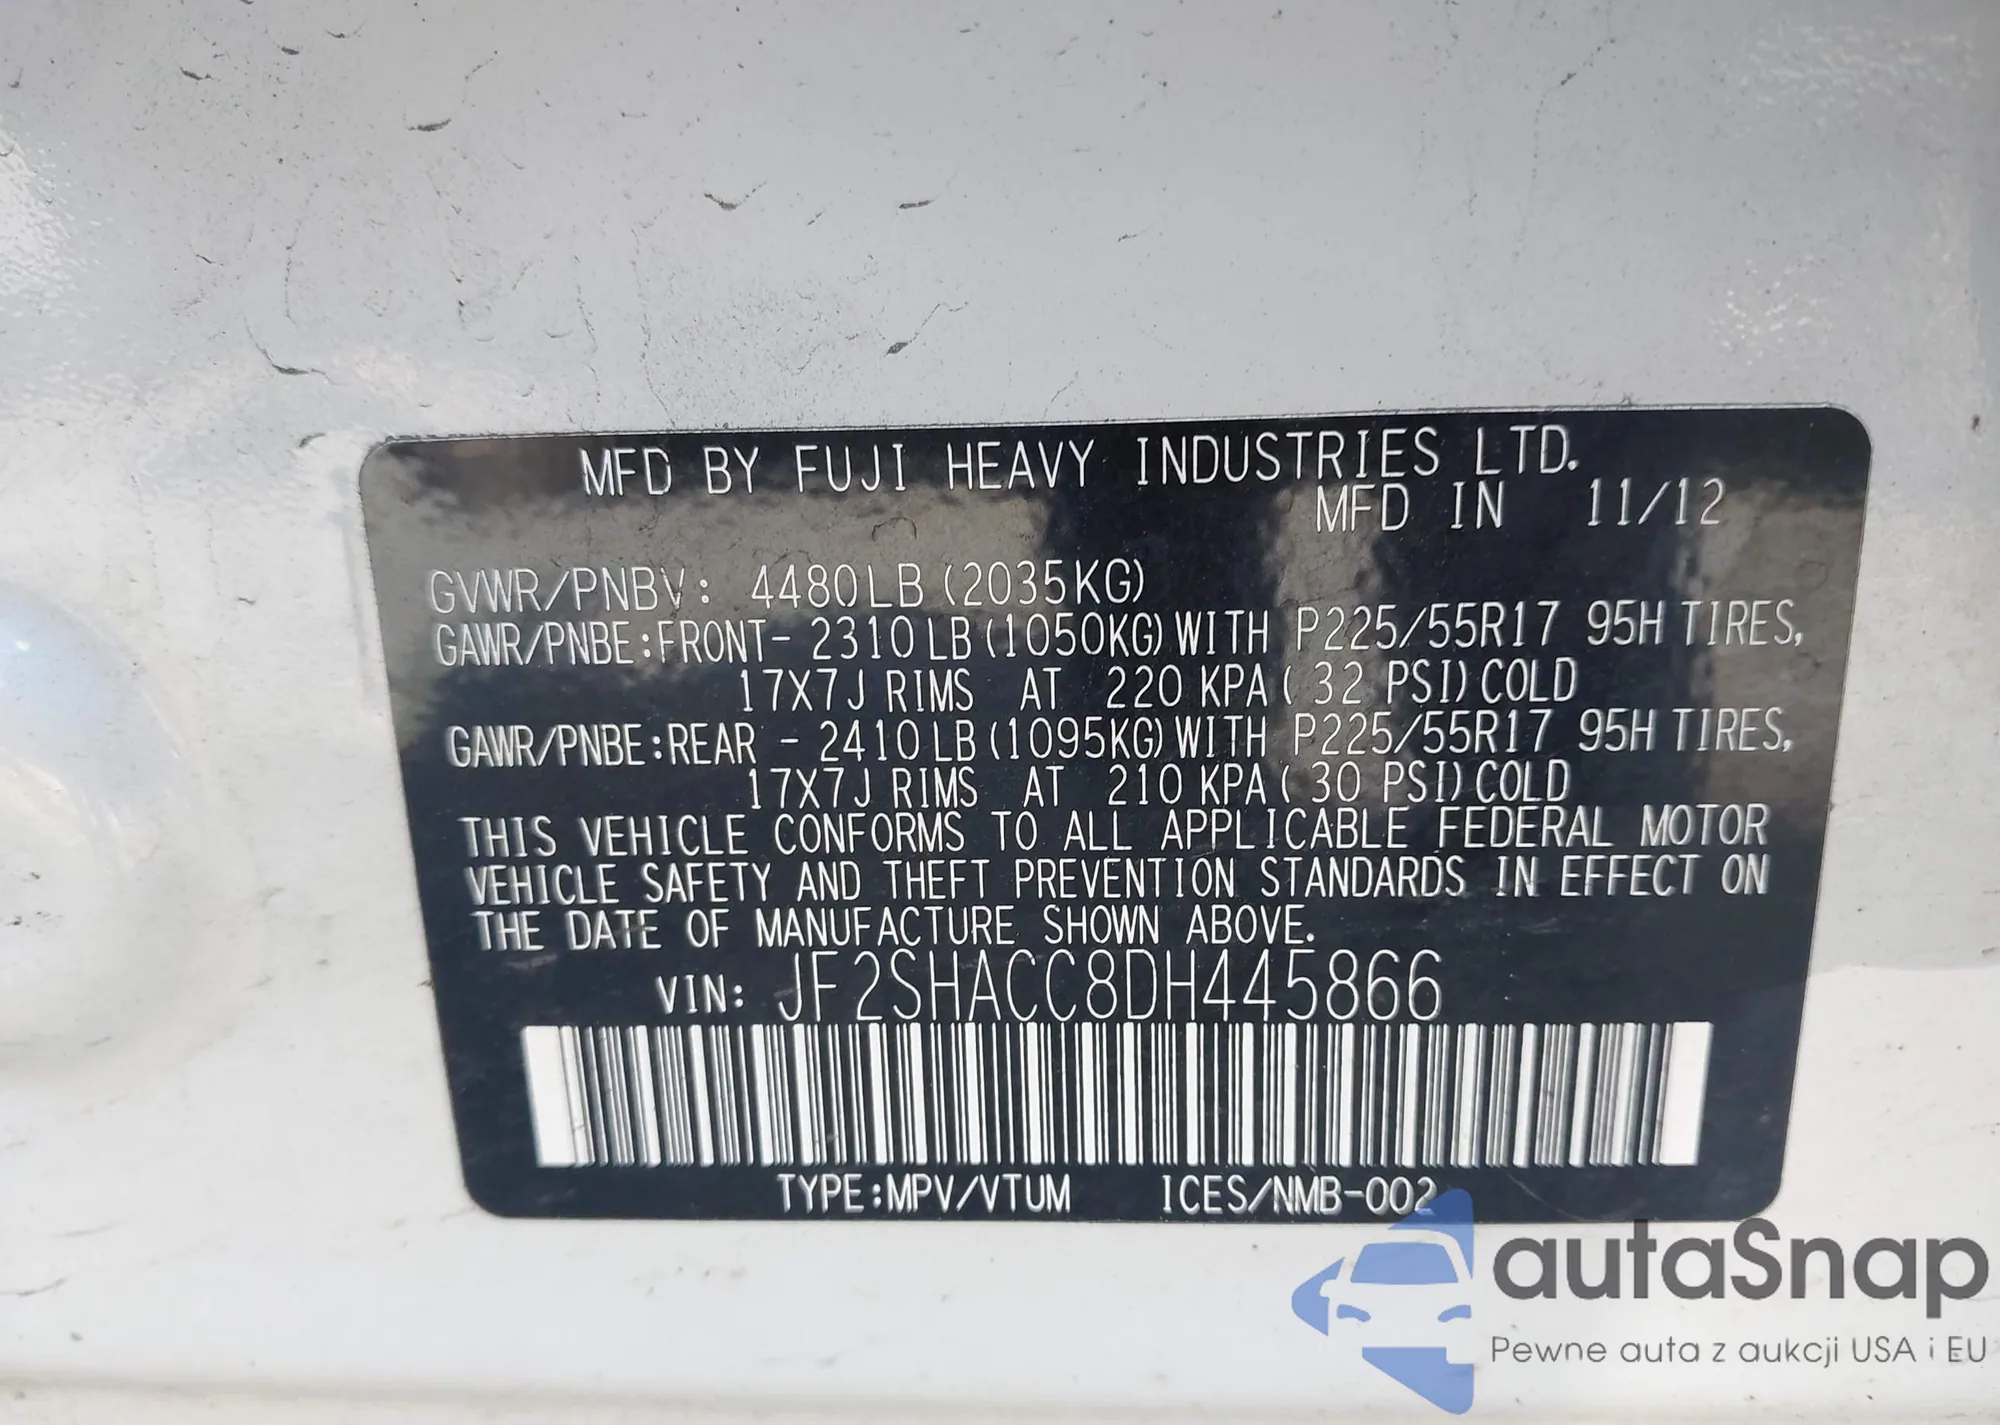 MFD BY FUJI HEAVY INDUSTRIES LTD.
MFD IN 11/12
GVWR/PNBV: 4480LB (2035KG)
GAWR/PNBE:FRONT- 2310LB (1050KG) WITH P225/55R17 95H TIRES,
17X7J RIMS AT 220 KPA( 32 PSI) COLD
GAWR/PNBE:REAR - 2410LB (1095KG) WITH P225/55R17 95H TIRES,
17X7J RIMS AT 210 KPA( 30 PSI) COLD
THIS VEHICLE CONFORMS TO ALL APPLICABLE FEDERAL MOTOR
VEHICLE SAFETY AND THEFT PREVENTION STANDARDS IN EFFECT ON
THE DATE OF MANUFACTURE SHOWN ABOVE.
VIN: JF2SHACC8DH445866
TYPE:MPV/VTUM ICES/NMB-002
autaSnap
Pewne auta z aukcji USA i EU